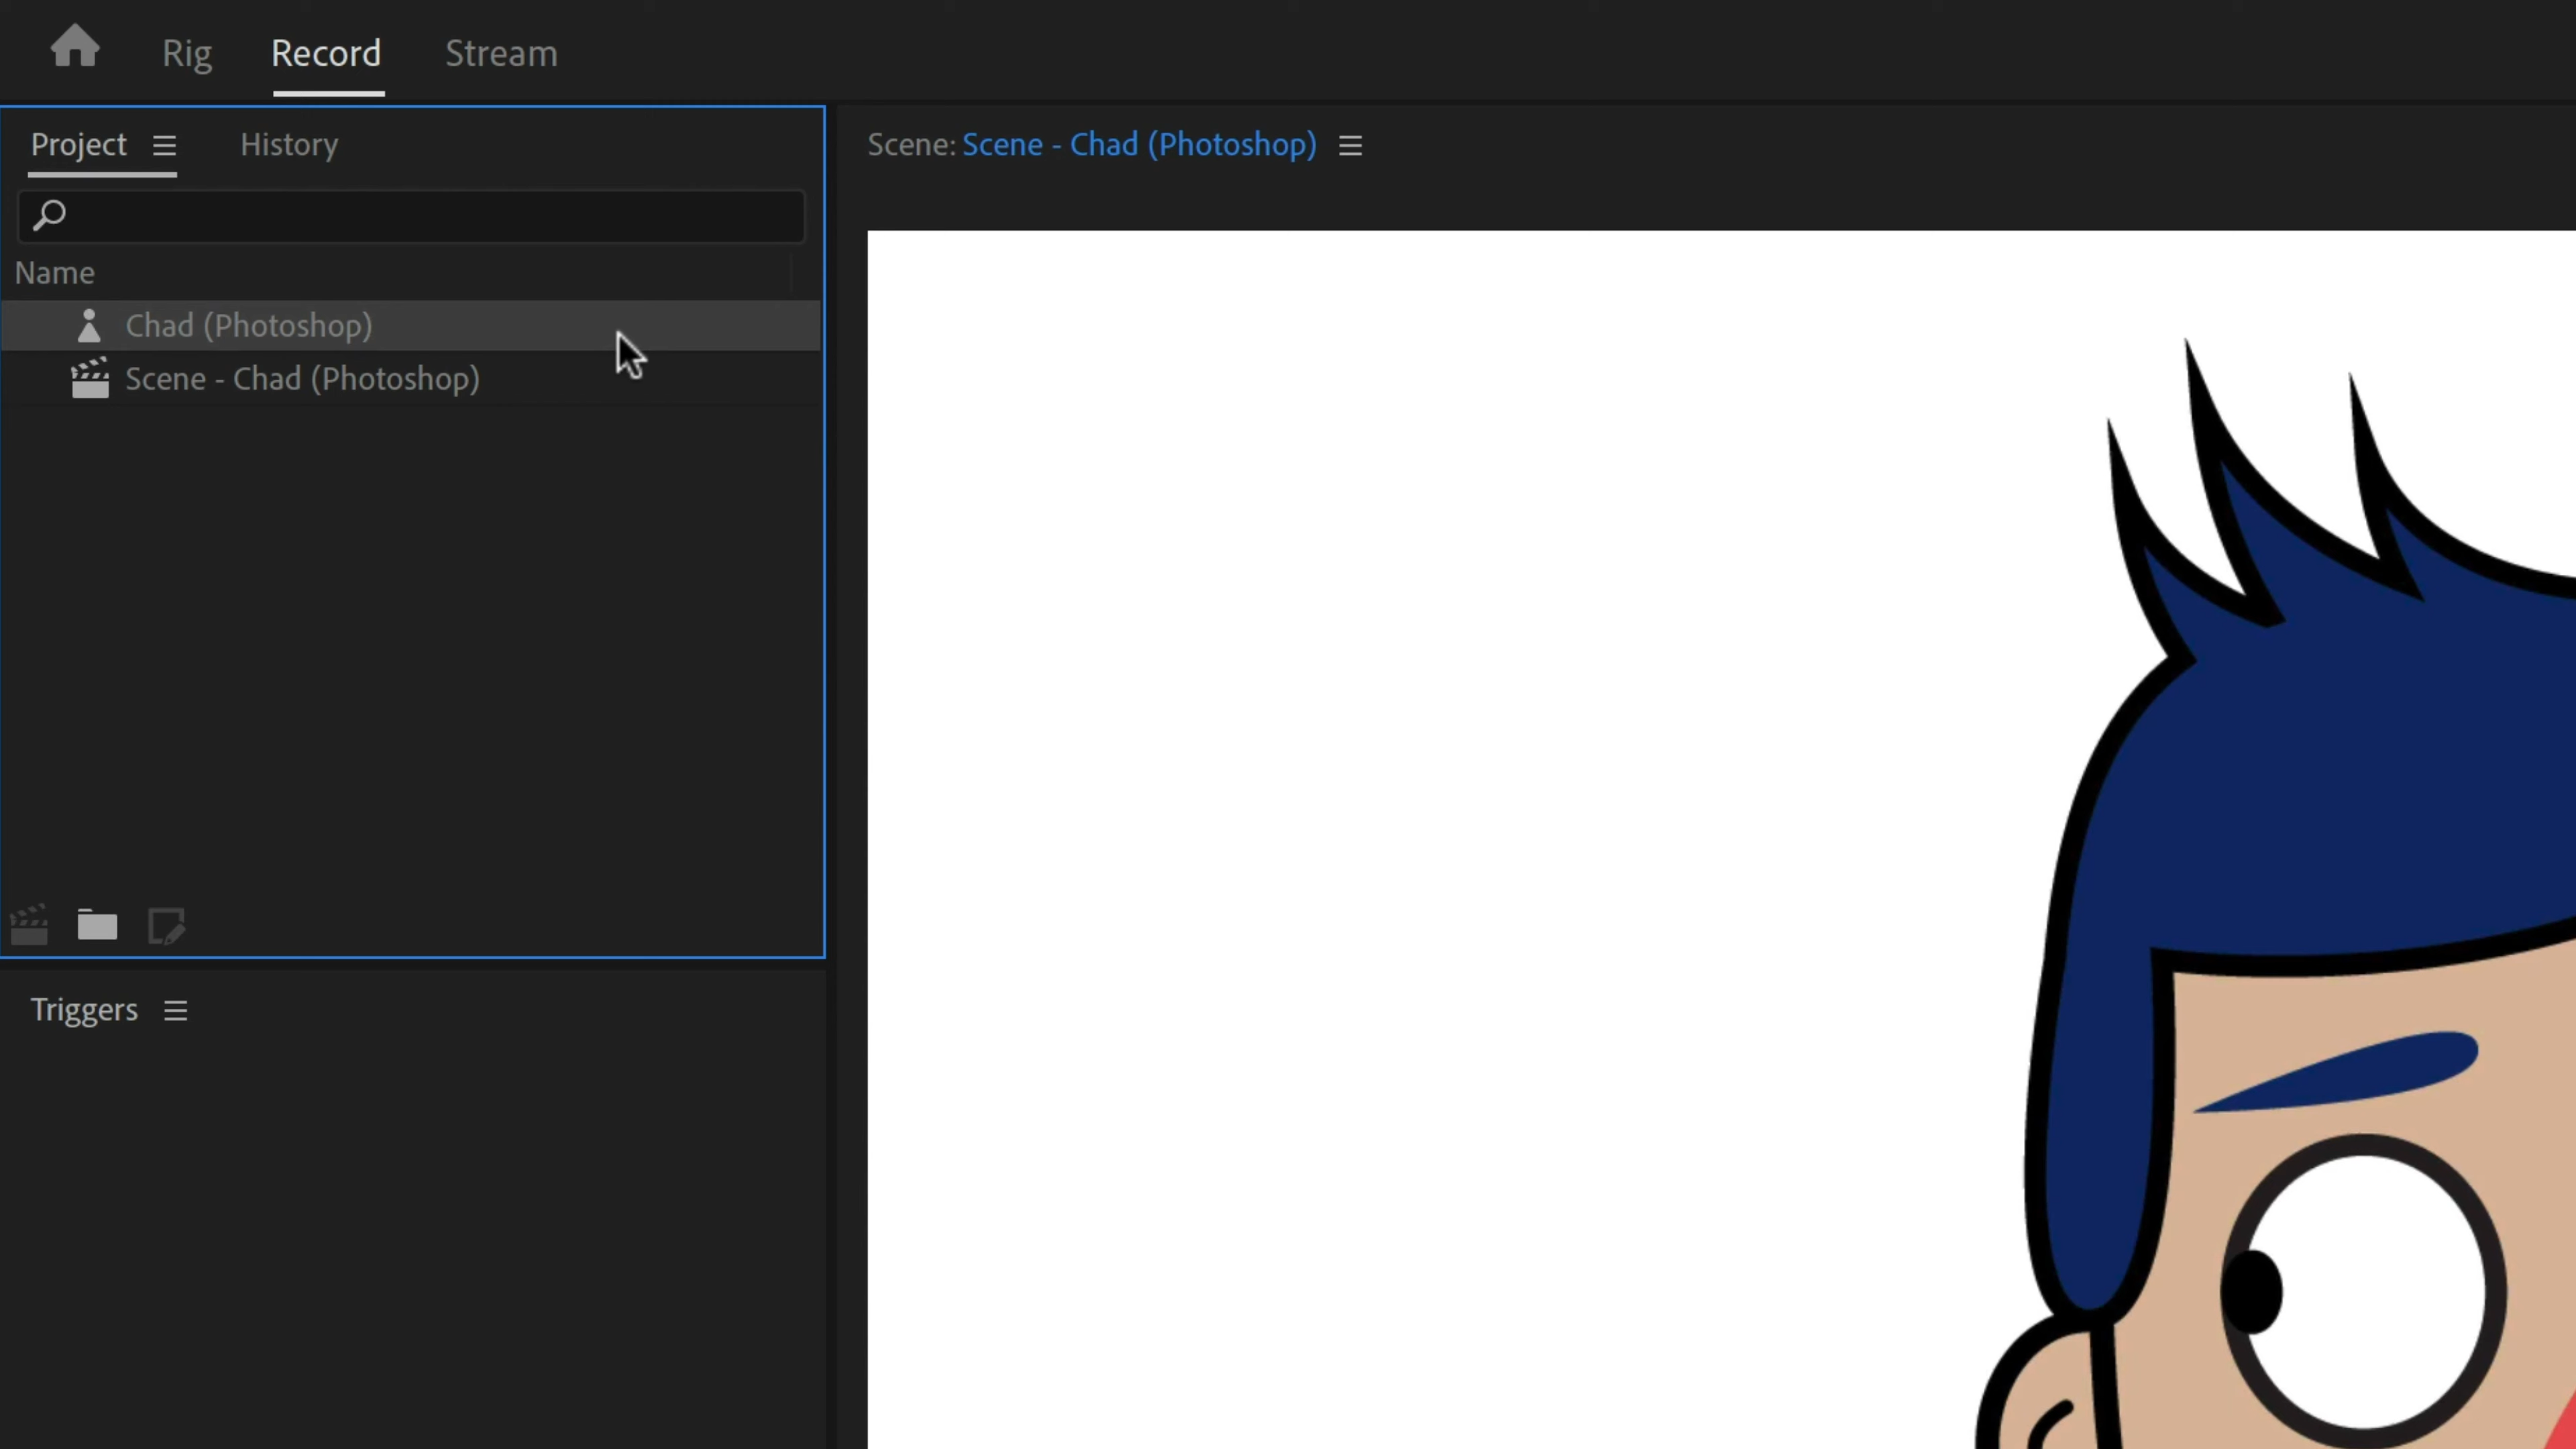 Rig Record Stream
Project History
Scene: Scene - Chad (Photoshop)
Name
Chad (Photoshop)
Scene - Chad (Photoshop)
Triggers